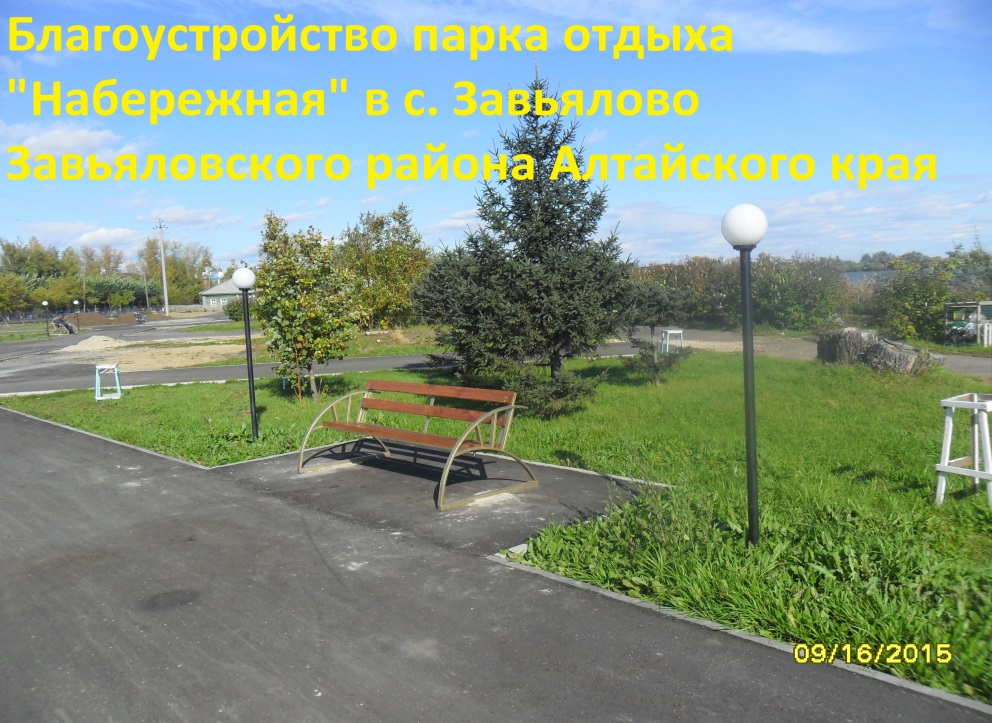 Благоустройство парка отдыха
"Набережная" в с. Завьялово
Завьяловского района Алтайского края
09/16/2015